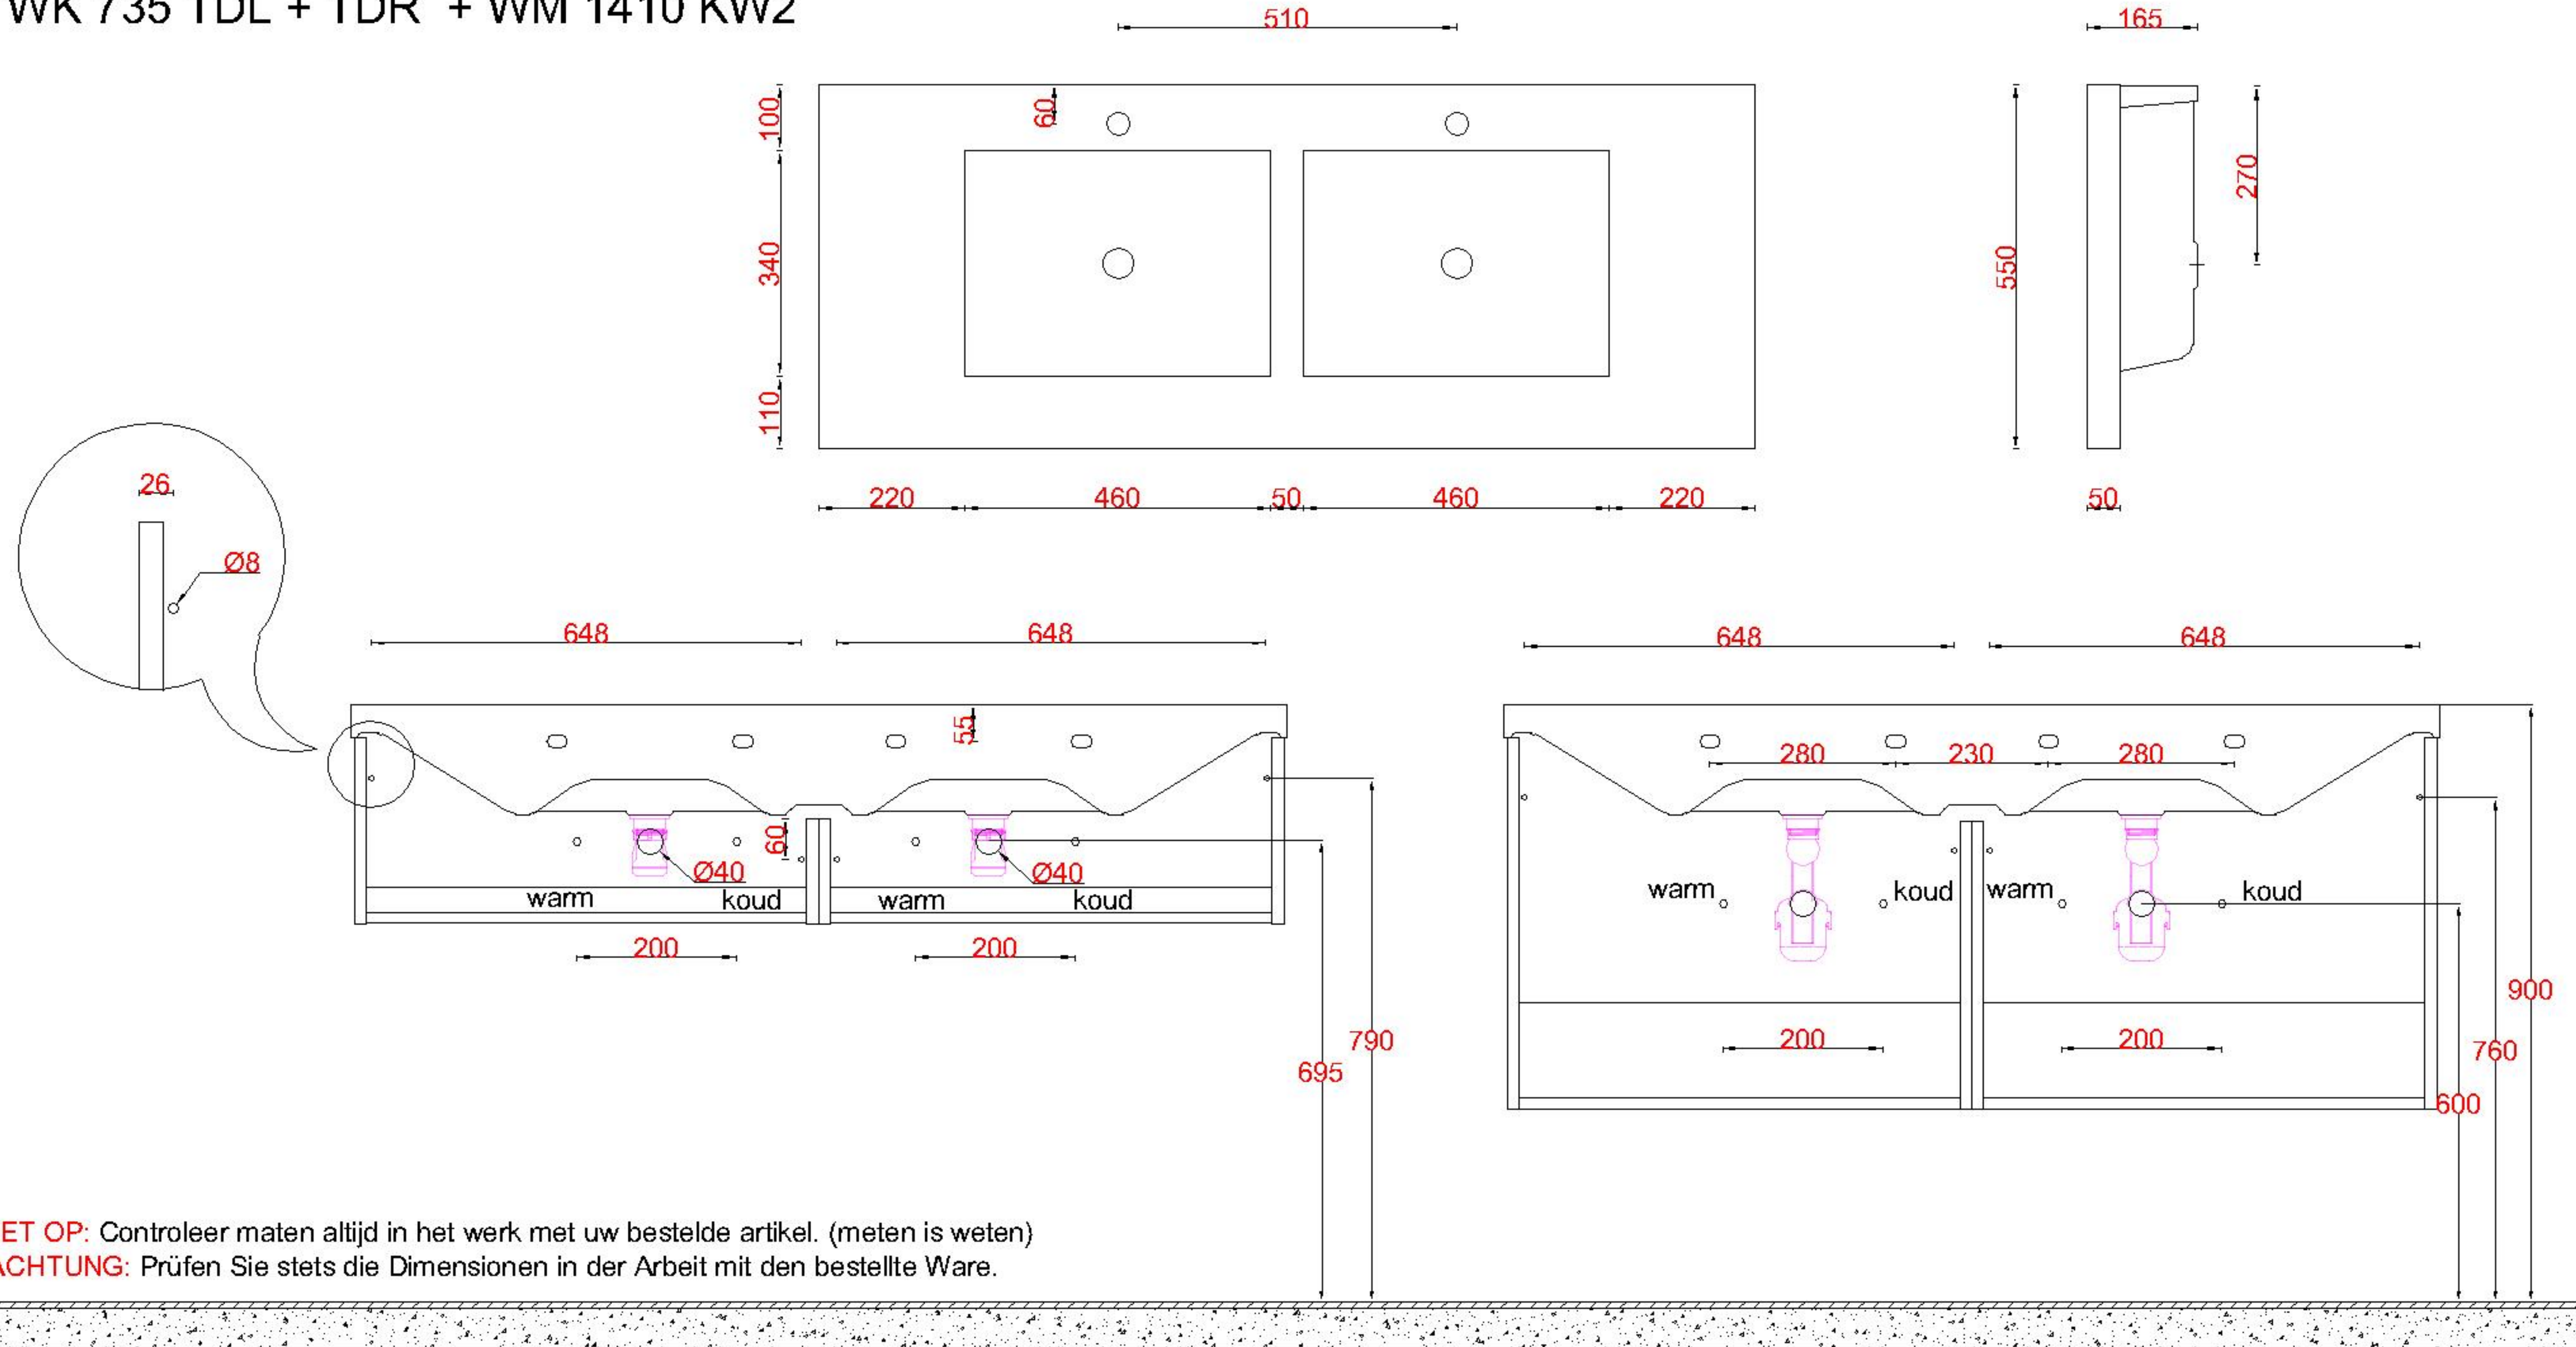 WK 735 TDL + TDR + WM 1410 KW2
510
165
100
60
340
270
550
110
220 460 50 460 220
50
26
Ø8
648 648
648 648
55
280 230 280
60
Ø40 Ø40
warm koud warm koud
warm koud warm koud
200 200
200 200
900
790
760
695
600
ET OP: Controleer maten altijd in het werk met uw bestelde artikel. (meten is weten)
ACHTUNG: Prüfen Sie stets die Dimensionen in der Arbeit mit den bestellte Ware.